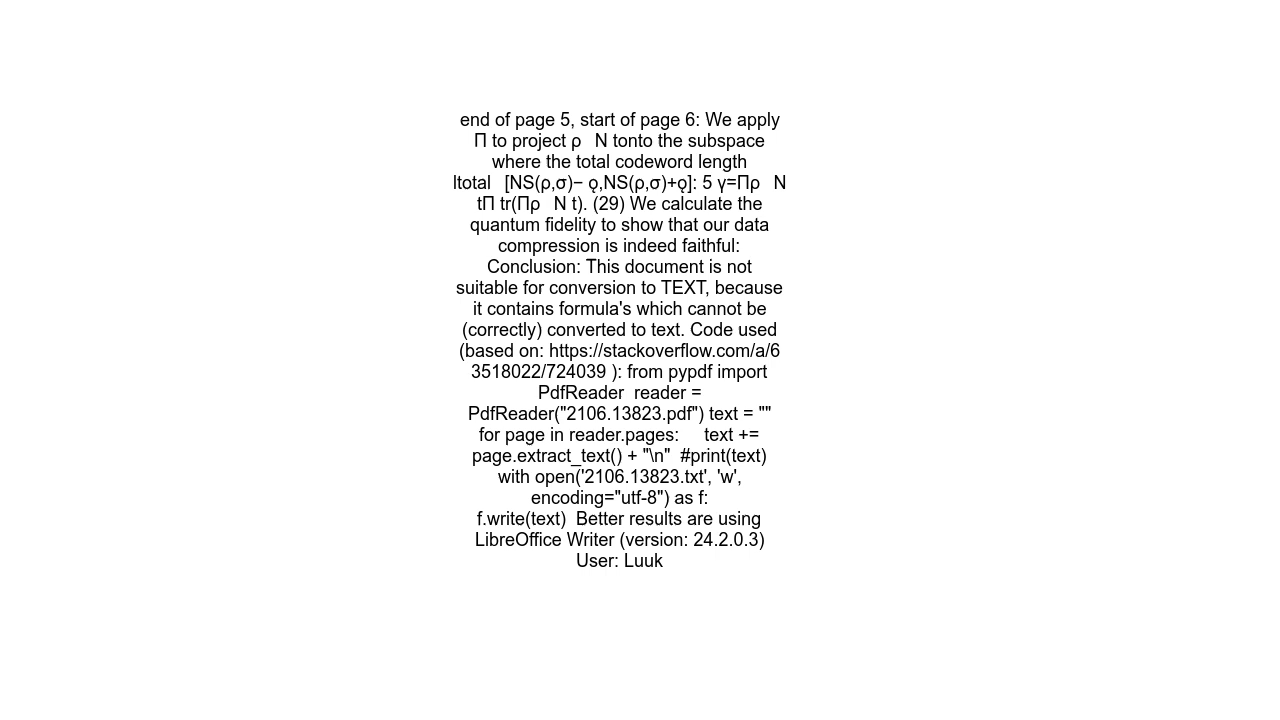 end of page 5, start of page 6: We apply
Π to project ρ   N tonto the subspace
where the total codeword length
ltotal   [NS(ρ,σ)− ǫ,NS(ρ,σ)+ǫ]: 5 γ=Πρ   N
tΠ tr(Πρ   N t). (29) We calculate the
quantum fidelity to show that our data
compression is indeed faithful:
Conclusion: This document is not
suitable for conversion to TEXT, because
it contains formula's which cannot be
(correctly) converted to text. Code used
(based on: https://stackoverflow.com/a/6
3518022/724039 ): from pypdf import
PdfReader  reader =
PdfReader("2106.13823.pdf") text = ""
for page in reader.pages:     text +=
page.extract_text() + "\n"  #print(text)
with open('2106.13823.txt', 'w',
encoding="utf-8") as f:
f.write(text)  Better results are using
LibreOffice Writer (version: 24.2.0.3)
User: Luuk